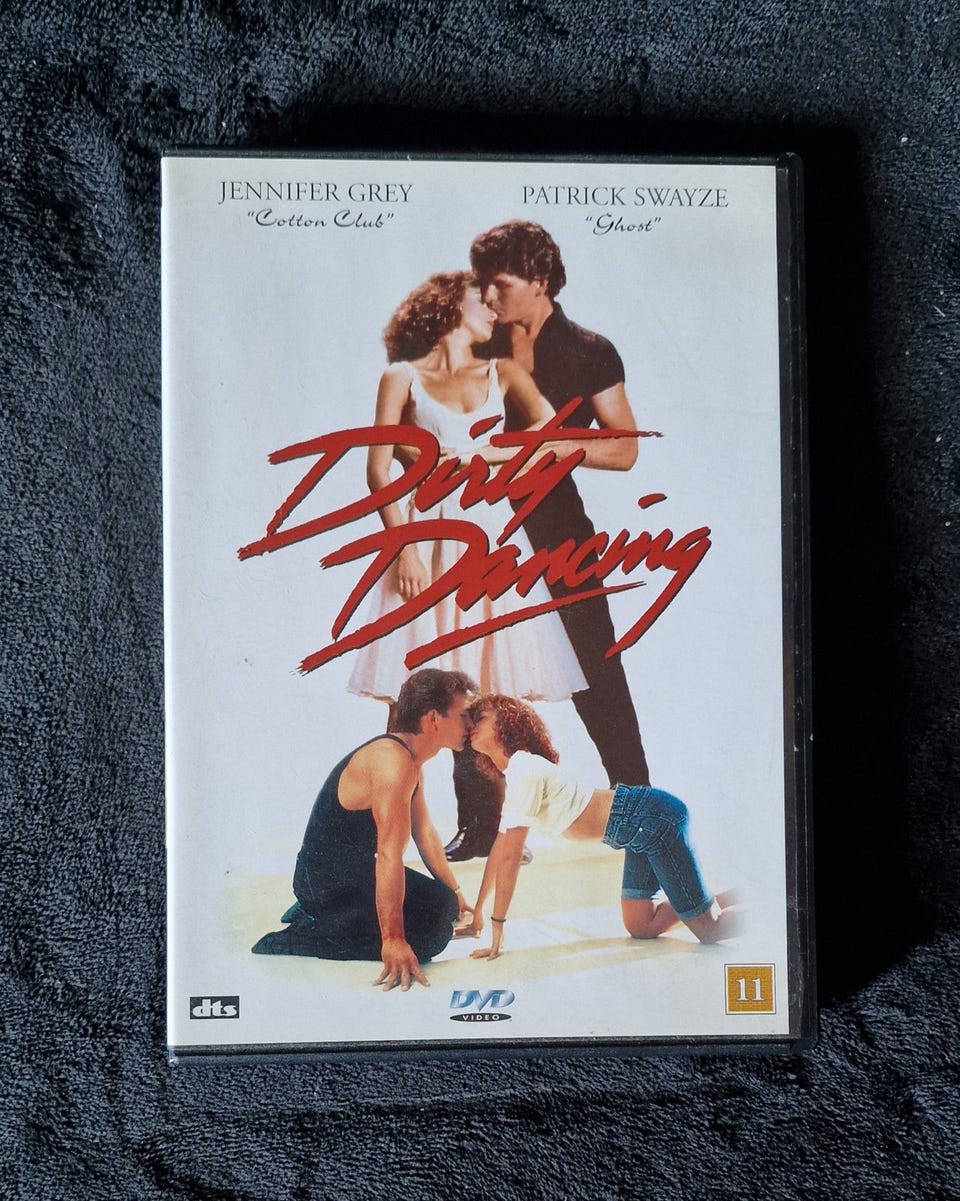 JENNIFER GREY
"Cotton Club"
PATRICK SWAYZE
"Ghost"
Dirty
Dancing
dts
DVD
VIDEO
11